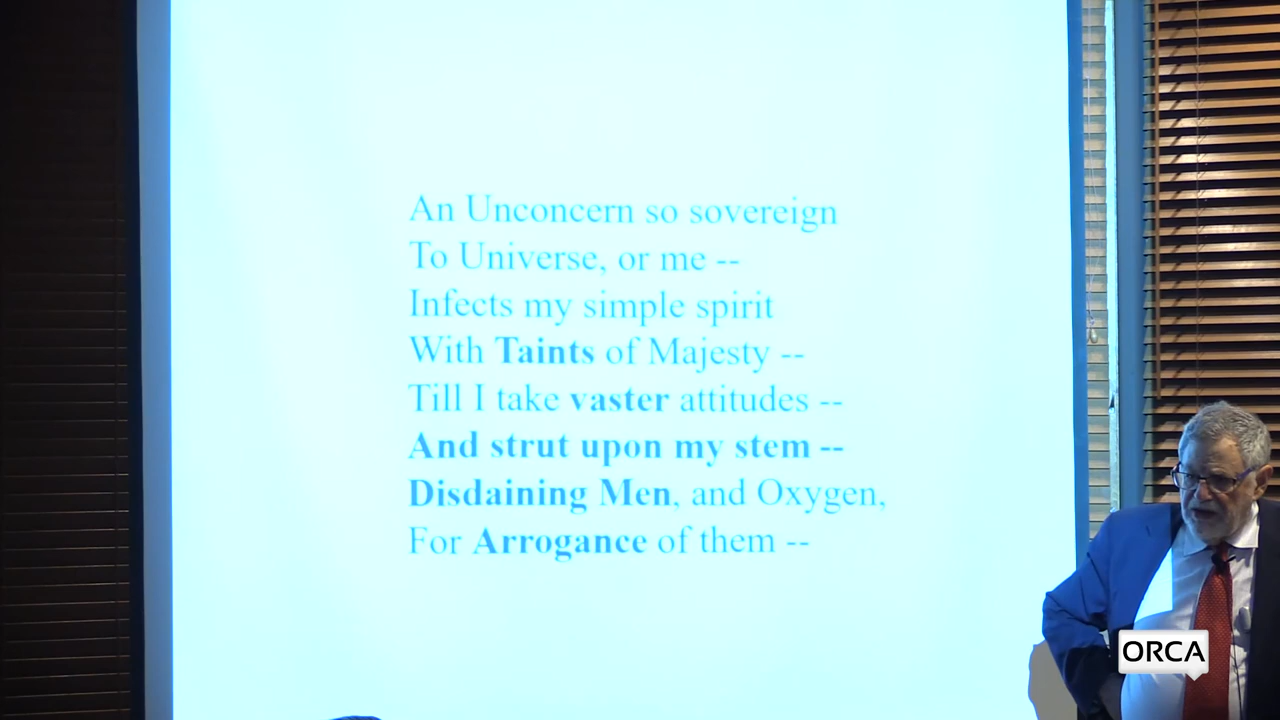 An Unconcern so sovereign
To Universe, or me --
Infects my simple spirit
With Taints of Majesty --
Till I take vaster attitudes --
And strut upon my stem --
Disdaining Men, and Oxygen,
For Arrogance of them --
ORCA